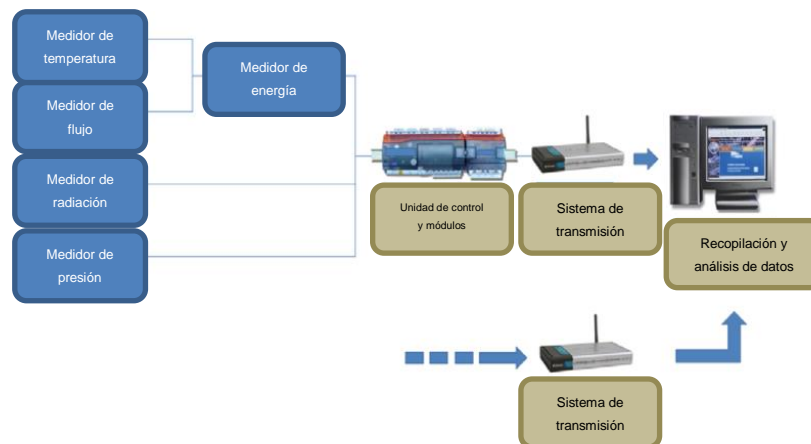 Medidor de
temperatura
Medidor de
flujo
Medidor de
energía
Medidor de
radiación
Medidor de
presión
Unidad de control
y módulos
Sistema de
transmisión
Recopilación y
análisis de datos
Sistema de
transmisión